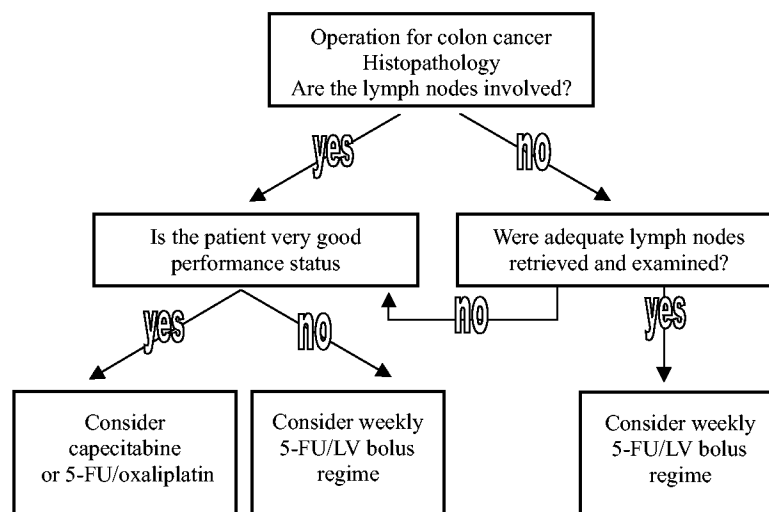 Operation for colon cancer
Histopathology
Are the lymph nodes involved?
yes
no
Is the patient very good
performance status
Were adequate lymph nodes
retrieved and examined?
yes
no
no
yes
Consider
capecitabine
or 5-FU/oxaliplatin
Consider weekly
5-FU/LV bolus
regime
Consider weekly
5-FU/LV bolus
regime